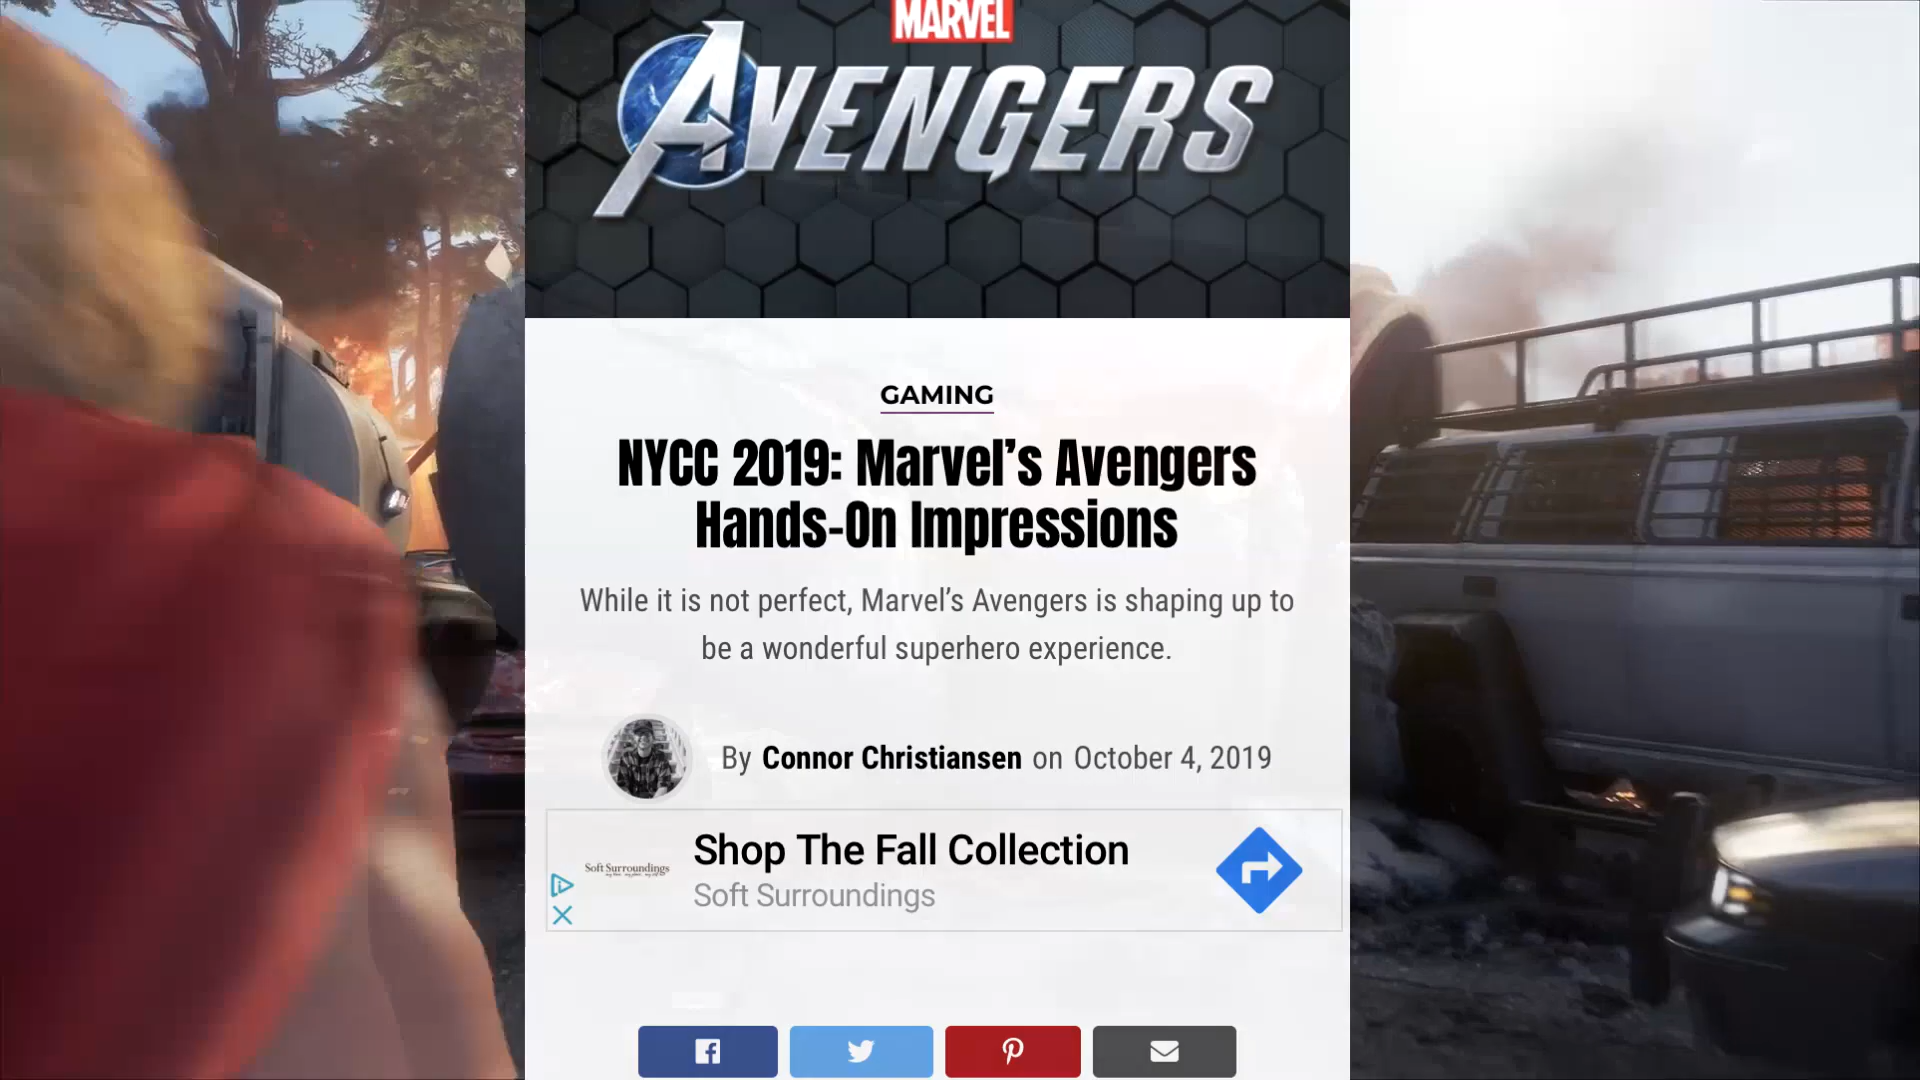 MARVEL
AVENGERS
GAMING
NYCC 2019: Marvel's Avengers
Hands-On Impressions
While it is not perfect, Marvel's Avengers is shaping up to
be a wonderful superhero experience.
By Connor Christiansen on October 4, 2019
Shop The Fall Collection
Soft Surroundings
Soft Surroundings